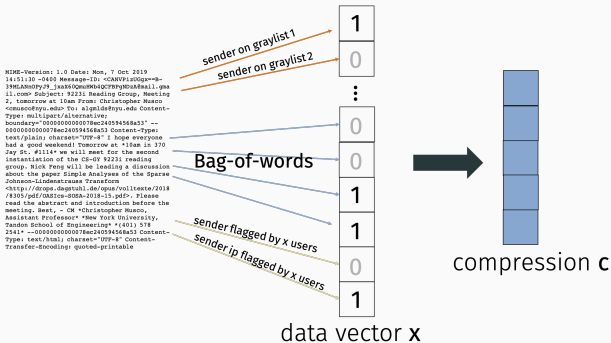 MIME-Version: 1.0 Date: Mon, 7 Oct 2019
14:51:30 -0400 Message-ID: <CANVPizUGgx==R-
39MLANnOPyJ9_jxaX60QmuHWb4QCFBPgNDnA@mail.gma
il.com> Subject: 9223i Reading Group, Meeting
2, tomorrow at 10am From: Christopher Musco
<cmusco@nyu.edu> To: algmlds@nyu.edu Content-
Type: multipart/alternative;
boundary="00000000000078ec240594568a53" --
00000000000078ec240594568a53 Content-Type:
text/plain; charset="UTF-8" I hope everyone
had a good weekend! Tomorrow at *10am in 370
Jay St. #1114* we will meet for the second
instantiation of the CS-GY 9223i reading
group. Nick Feng will be leading a discussion
about the paper Simple Analyses of the Sparse
Johnson-Lindenstrauss Transform
<http://drops.dagstuhl.de/opus/volltexte/2018
/8305/pdf/OASIcs-SOSA-2018-15.pdf>. Please
read the abstract and introduction before the
meeting. Best, - CM *Christopher Musco,
Assistant Professor* *New York University,
Tandon School of Engineering* *(401) 578
2541* --00000000000078ec240594568a53 Content-
Type: text/html; charset="UTF-8" Content-
Transfer-Encoding: quoted-printable
sender on graylist 1
sender on graylist 2
Bag-of-words
sender flagged by x users
sender ip flagged by x users
1
0
⋮
0
0
1
1
0
1
data vector x
compression c